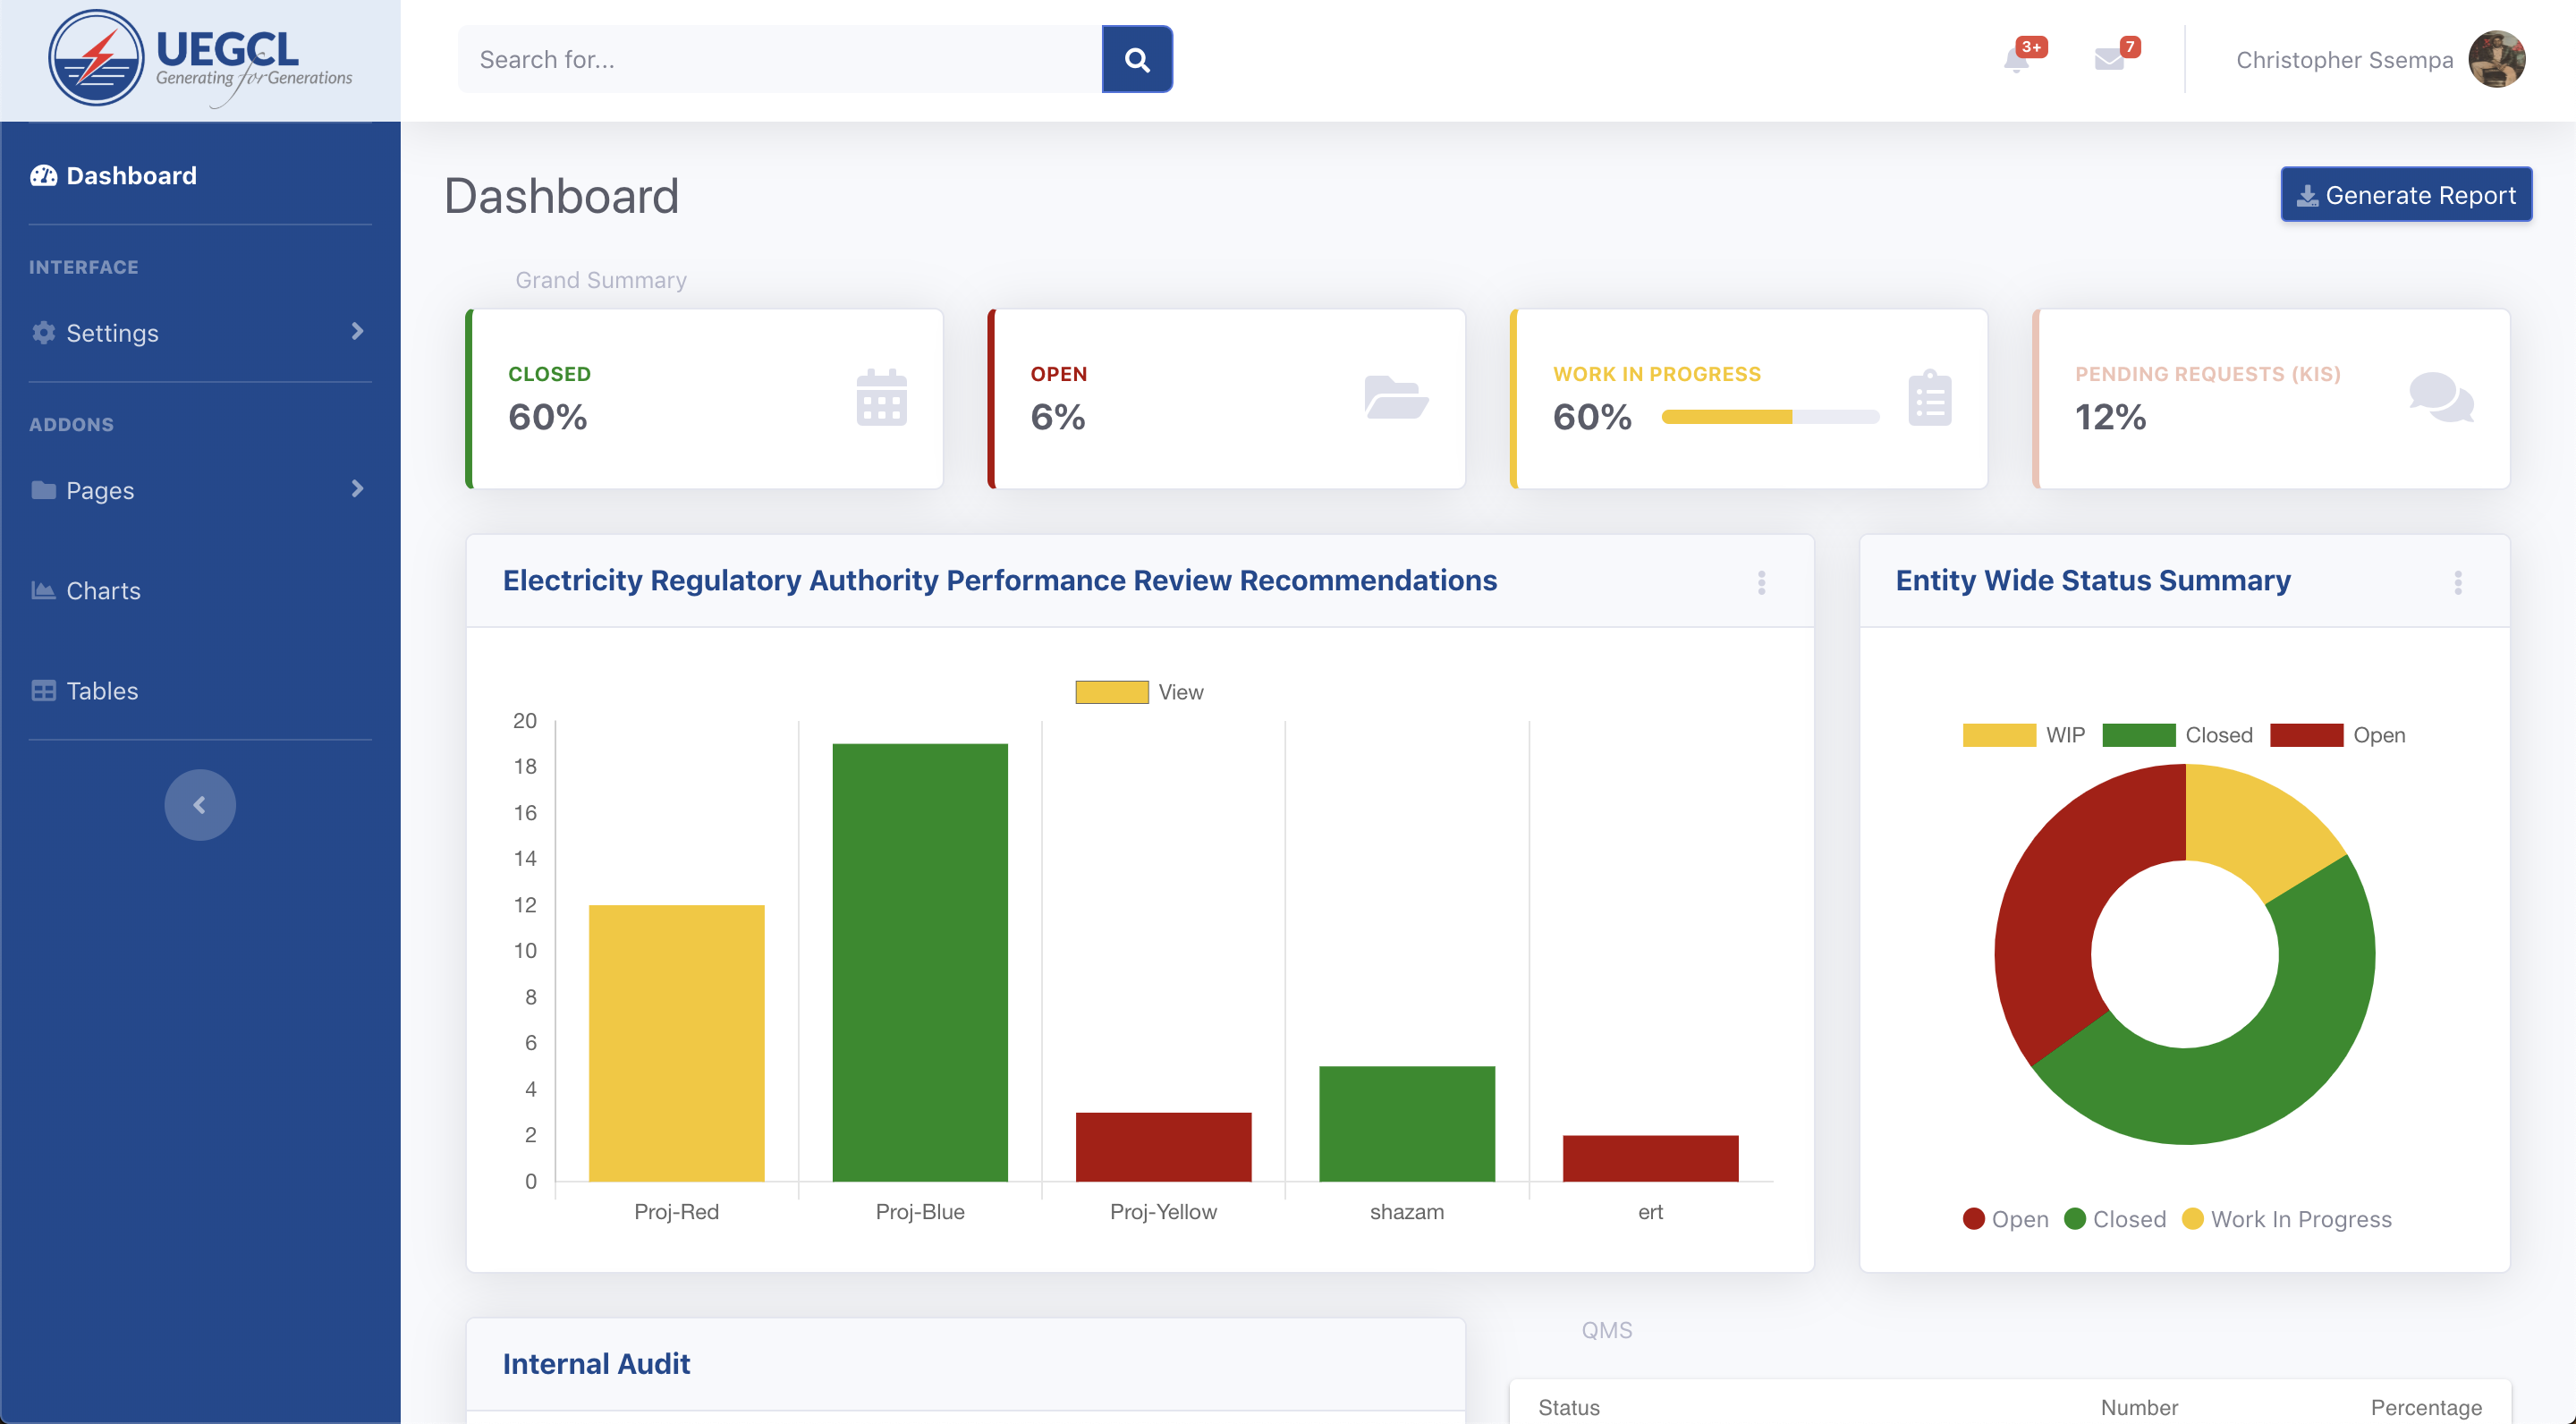 UEGCL
Generating for Generations
Search for...
3+
7
Christopher Ssempa
Dashboard
INTERFACE
Settings
ADDONS
Pages
Charts
Tables
Dashboard
Generate Report
Grand Summary
CLOSED
60%
OPEN
6%
WORK IN PROGRESS
60%
PENDING REQUESTS (KIS)
12%
Electricity Regulatory Authority Performance Review Recommendations
View
20
18
16
14
12
10
8
6
4
2
0
Proj-Red Proj-Blue Proj-Yellow shazam ert
Entity Wide Status Summary
WIP Closed Open
Open Closed Work In Progress
Internal Audit
QMS
Status Number Percentage